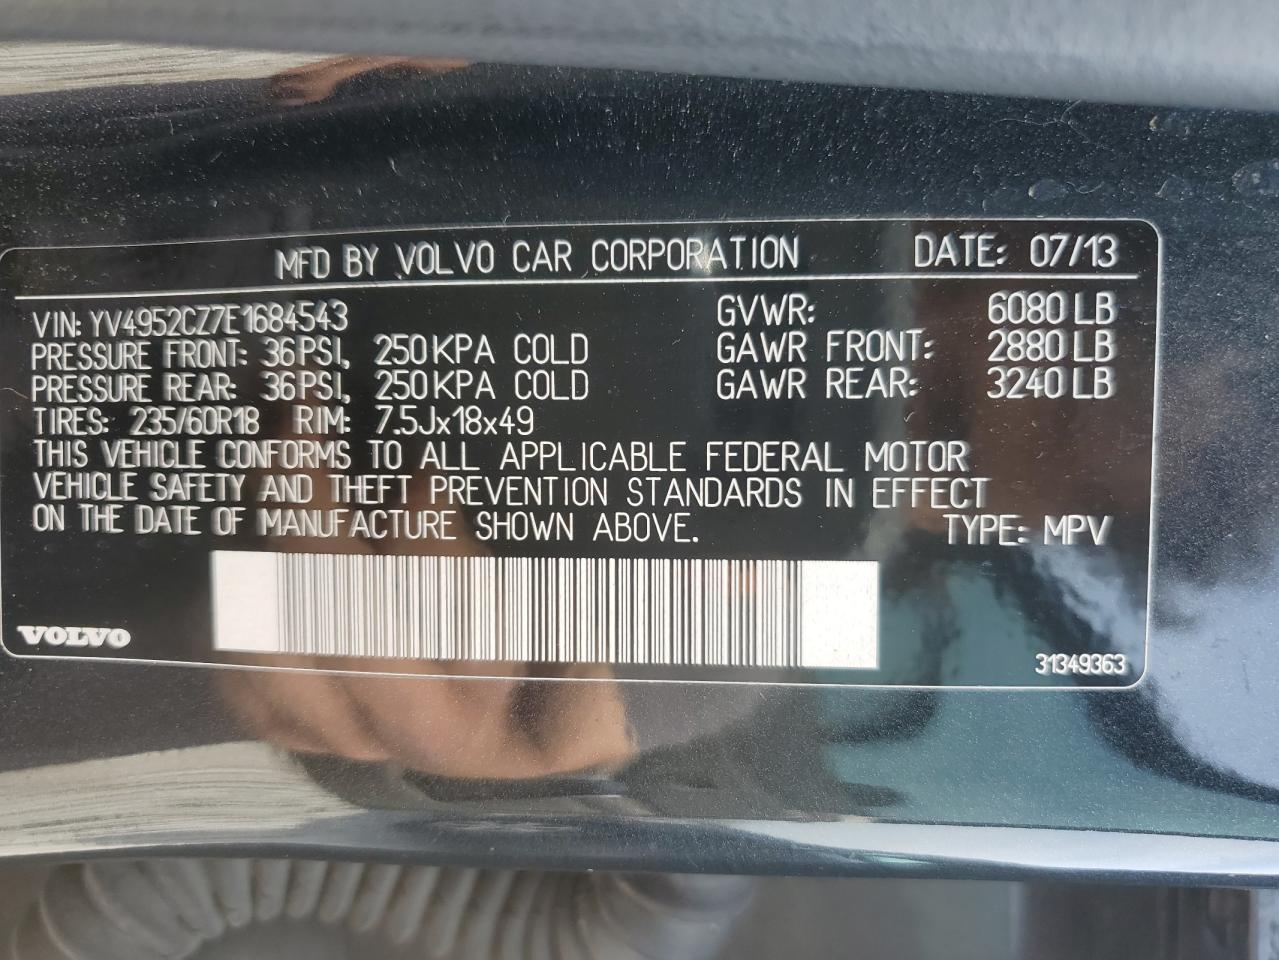 MFD BY VOLVO CAR CORPORATION DATE: 07/13
VIN: YV4952CZ7E1684543 GVWR: 6080 LB
PRESSURE FRONT: 36PSI, 250KPA COLD GAWR FRONT: 2880 LB
PRESSURE REAR: 36PSI, 250KPA COLD GAWR REAR: 3240 LB
TIRES: 235/60R18 RIM: 7.5Jx18x49
THIS VEHICLE CONFORMS TO ALL APPLICABLE FEDERAL MOTOR
VEHICLE SAFETY AND THEFT PREVENTION STANDARDS IN EFFECT
ON THE DATE OF MANUFACTURE SHOWN ABOVE. TYPE: MPV
VOLVO 31349363